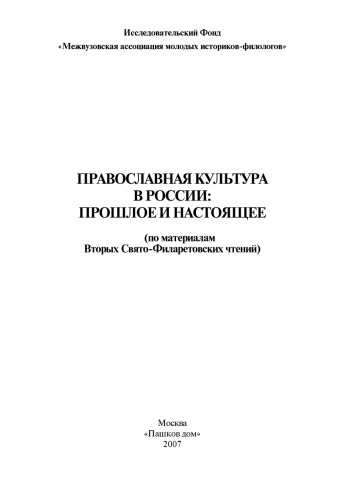 Исследовательский Фонд
«Межвузовская ассоциация молодых историков-филологов»
ПРАВОСЛАВНАЯ КУЛЬТУРА
В РОССИИ:
ПРОШЛОЕ И НАСТОЯЩЕЕ
(по материалам
Вторых Свято-Филаретовских чтений)
Москва
«Пашков дом»
2007